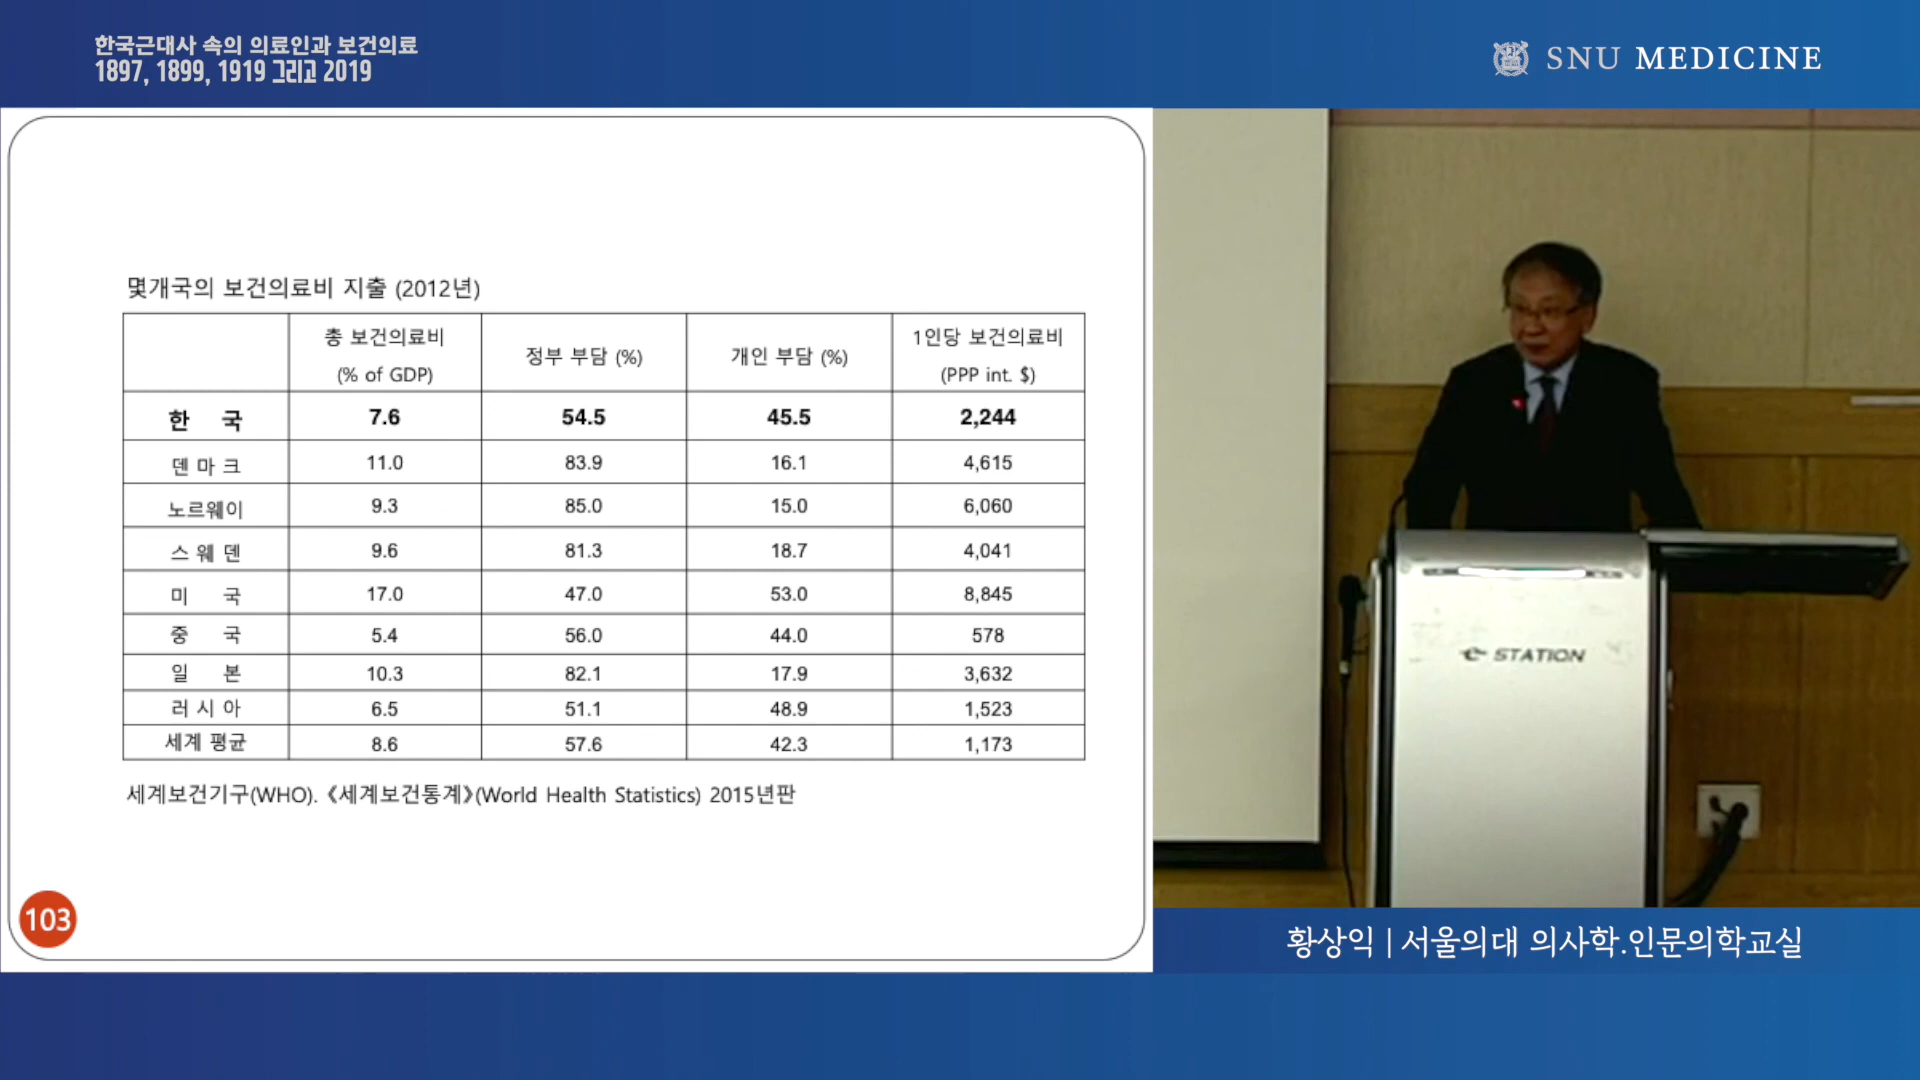 한국근대사 속의 의료인과 보건의료
1897, 1899, 1919 그리고 2019
SNU MEDICINE
몇개국의 보건의료비 지출 (2012년)
총 보건의료비 (% of GDP) 정부 부담 (%) 개인 부담 (%) 1인당 보건의료비 (PPP int. $)
한 국 7.6 54.5 45.5 2,244
덴 마 크 11.0 83.9 16.1 4,615
노르웨이 9.3 85.0 15.0 6,060
스 웨 덴 9.6 81.3 18.7 4,041
미 국 17.0 47.0 53.0 8,845
중 국 5.4 56.0 44.0 578
일 본 10.3 82.1 17.9 3,632
러 시 아 6.5 51.1 48.9 1,523
세계 평균 8.6 57.6 42.3 1,173
세계보건기구(WHO). 《세계보건통계》(World Health Statistics) 2015년판
103
e STATION
황상익 | 서울의대 의사학.인문의학교실